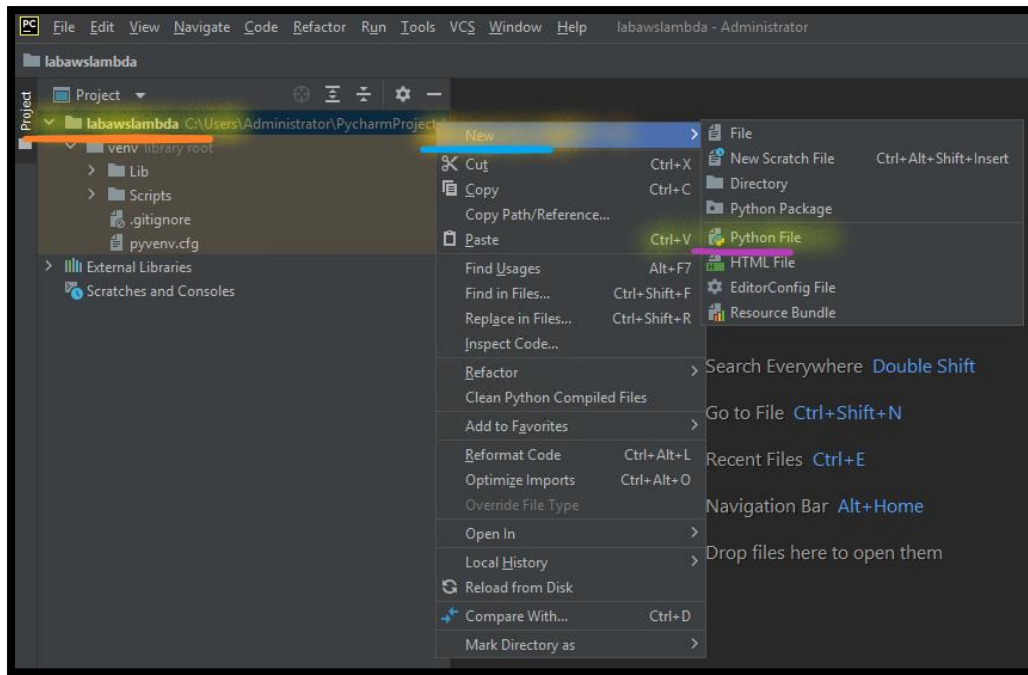 PC File Edit View Navigate Code Refactor Run Tools VCS Window Help labawslambda - Administrator
labawslambda
Project
Project
labawslambda C:\Users\Administrator\PycharmProject
venv library root
Lib
Scripts
.gitignore
pyvenv.cfg
External Libraries
Scratches and Consoles
New
Cut Ctrl+X
Copy Ctrl+C
Copy Path/Reference...
Paste Ctrl+V
Find Usages Alt+F7
Find in Files... Ctrl+Shift+F
Replace in Files... Ctrl+Shift+R
Inspect Code...
Refactor
Clean Python Compiled Files
Add to Favorites
Reformat Code Ctrl+Alt+L
Optimize Imports Ctrl+Alt+O
Override File Type
Open In
Local History
Reload from Disk
Compare With... Ctrl+D
Mark Directory as
File
New Scratch File Ctrl+Alt+Shift+Insert
Directory
Python Package
Python File
HTML File
EditorConfig File
Resource Bundle
Search Everywhere Double Shift
Go to File Ctrl+Shift+N
Recent Files Ctrl+E
Navigation Bar Alt+Home
Drop files here to open them